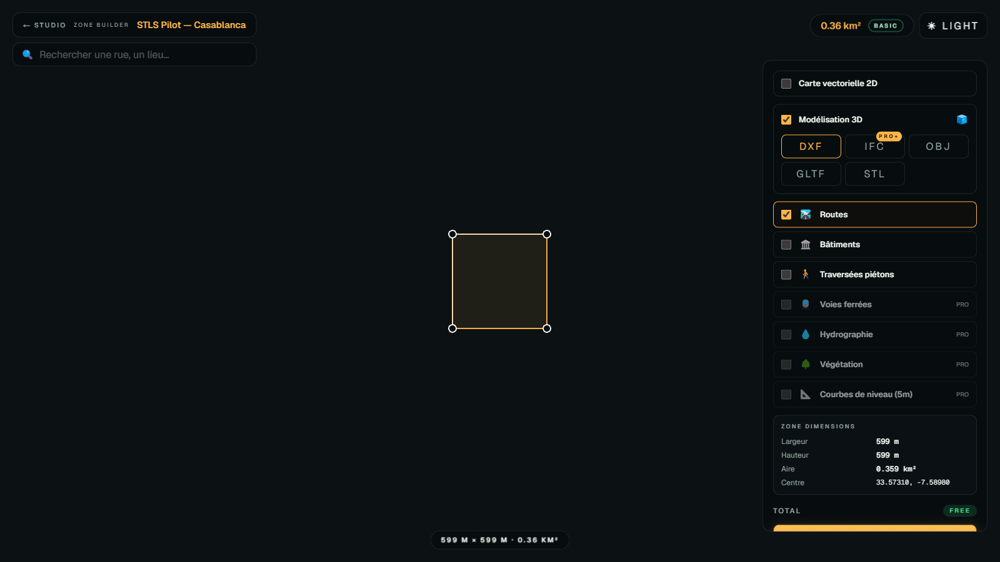 ← STUDIO ZONE BUILDER STLS Pilot — Casablanca
Rechercher une rue, un lieu...
0.36 km² BASIC
☀ LIGHT
Carte vectorielle 2D
Modélisation 3D
PRO+
DXF IFC OBJ
GLTF STL
Routes
Bâtiments
Traversées piétons
Voies ferrées PRO
Hydrographie PRO
Végétation PRO
Courbes de niveau (5m) PRO
ZONE DIMENSIONS
Largeur 599 m
Hauteur 599 m
Aire 0.359 km²
Centre 33.57310, -7.58980
TOTAL FREE
599 M × 599 M · 0.36 KM²